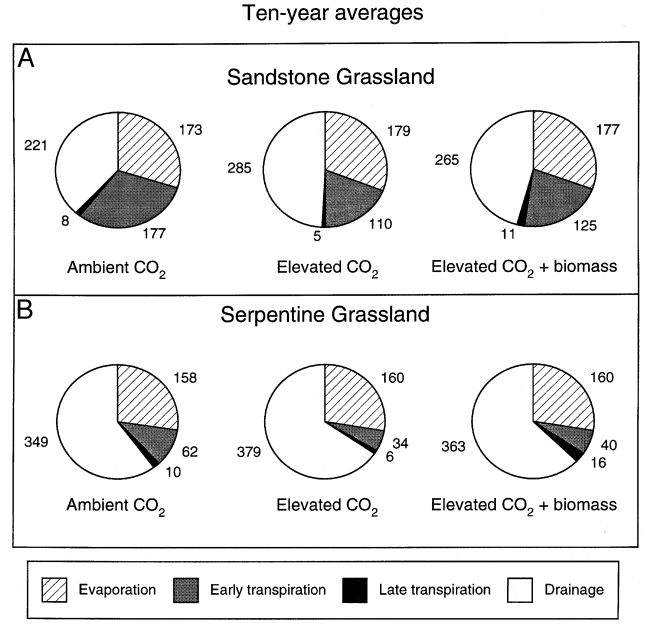 Ten-year averages
A
Sandstone Grassland
221
173
8
177
Ambient CO2
285
179
5
110
Elevated CO2
265
177
11
125
Elevated CO2 + biomass
B
Serpentine Grassland
349
158
62
10
Ambient CO2
379
160
34
6
Elevated CO2
363
160
40
16
Elevated CO2 + biomass
Evaporation Early transpiration Late transpiration Drainage